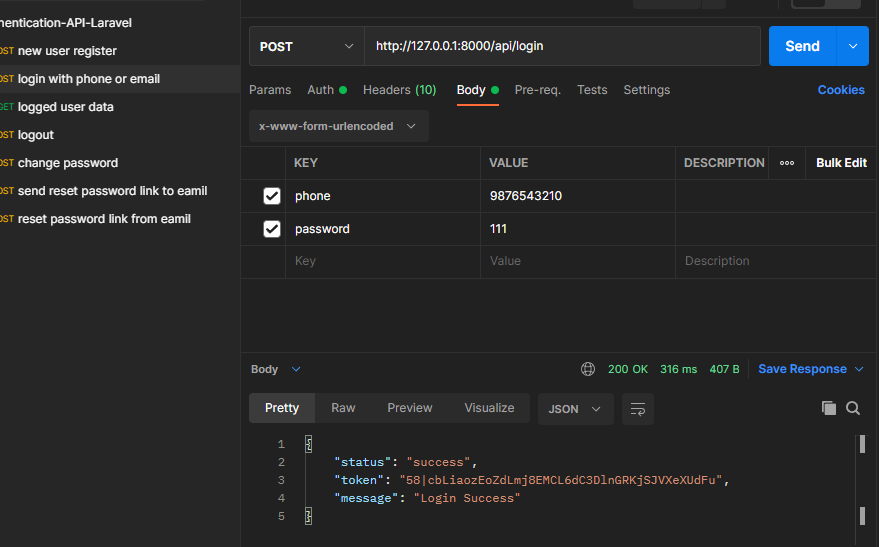 hentication-API-Laravel
OST new user register
OST login with phone or email
GET logged user data
OST logout
OST change password
OST send reset password link to eamil
OST reset password link from eamil
POST http://127.0.0.1:8000/api/login Send
Params Auth Headers (10) Body Pre-req. Tests Settings Cookies
x-www-form-urlencoded
KEY VALUE DESCRIPTION ooo Bulk Edit
phone 9876543210
password 111
Key Value Description
Body 200 OK 316 ms 407 B Save Response
Pretty Raw Preview Visualize JSON
1 {
2 "status": "success",
3 "token": "58|cbLiaozEoZdLmj8EMCL6dC3DlnGRKjSJVXeXUdFu",
4 "message": "Login Success"
5 }